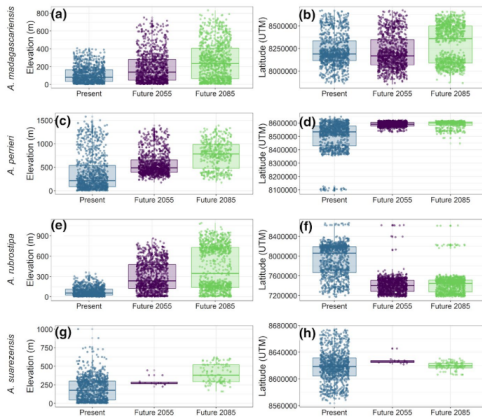 A. madagascariensis
Elevation (m)
(a)
800
600
400
200
0
Present
Future 2055
Future 2085
Latitude (UTM)
(b)
8500000
8250000
8000000
Present
Future 2055
Future 2085
A. perrieri
Elevation (m)
(c)
1500
1000
500
0
Present
Future 2055
Future 2085
Latitude (UTM)
(d)
8600000
8500000
8400000
8300000
8200000
8100000
Present
Future 2055
Future 2085
A. rubrostipa
Elevation (m)
(e)
900
600
300
0
Present
Future 2055
Future 2085
Latitude (UTM)
(f)
8400000
8000000
7600000
7200000
Present
Future 2055
Future 2085
A. suarezensis
Elevation (m)
(g)
1000
750
500
250
0
Present
Future 2055
Future 2085
Latitude (UTM)
(h)
8680000
8640000
8600000
8560000
Present
Future 2055
Future 2085